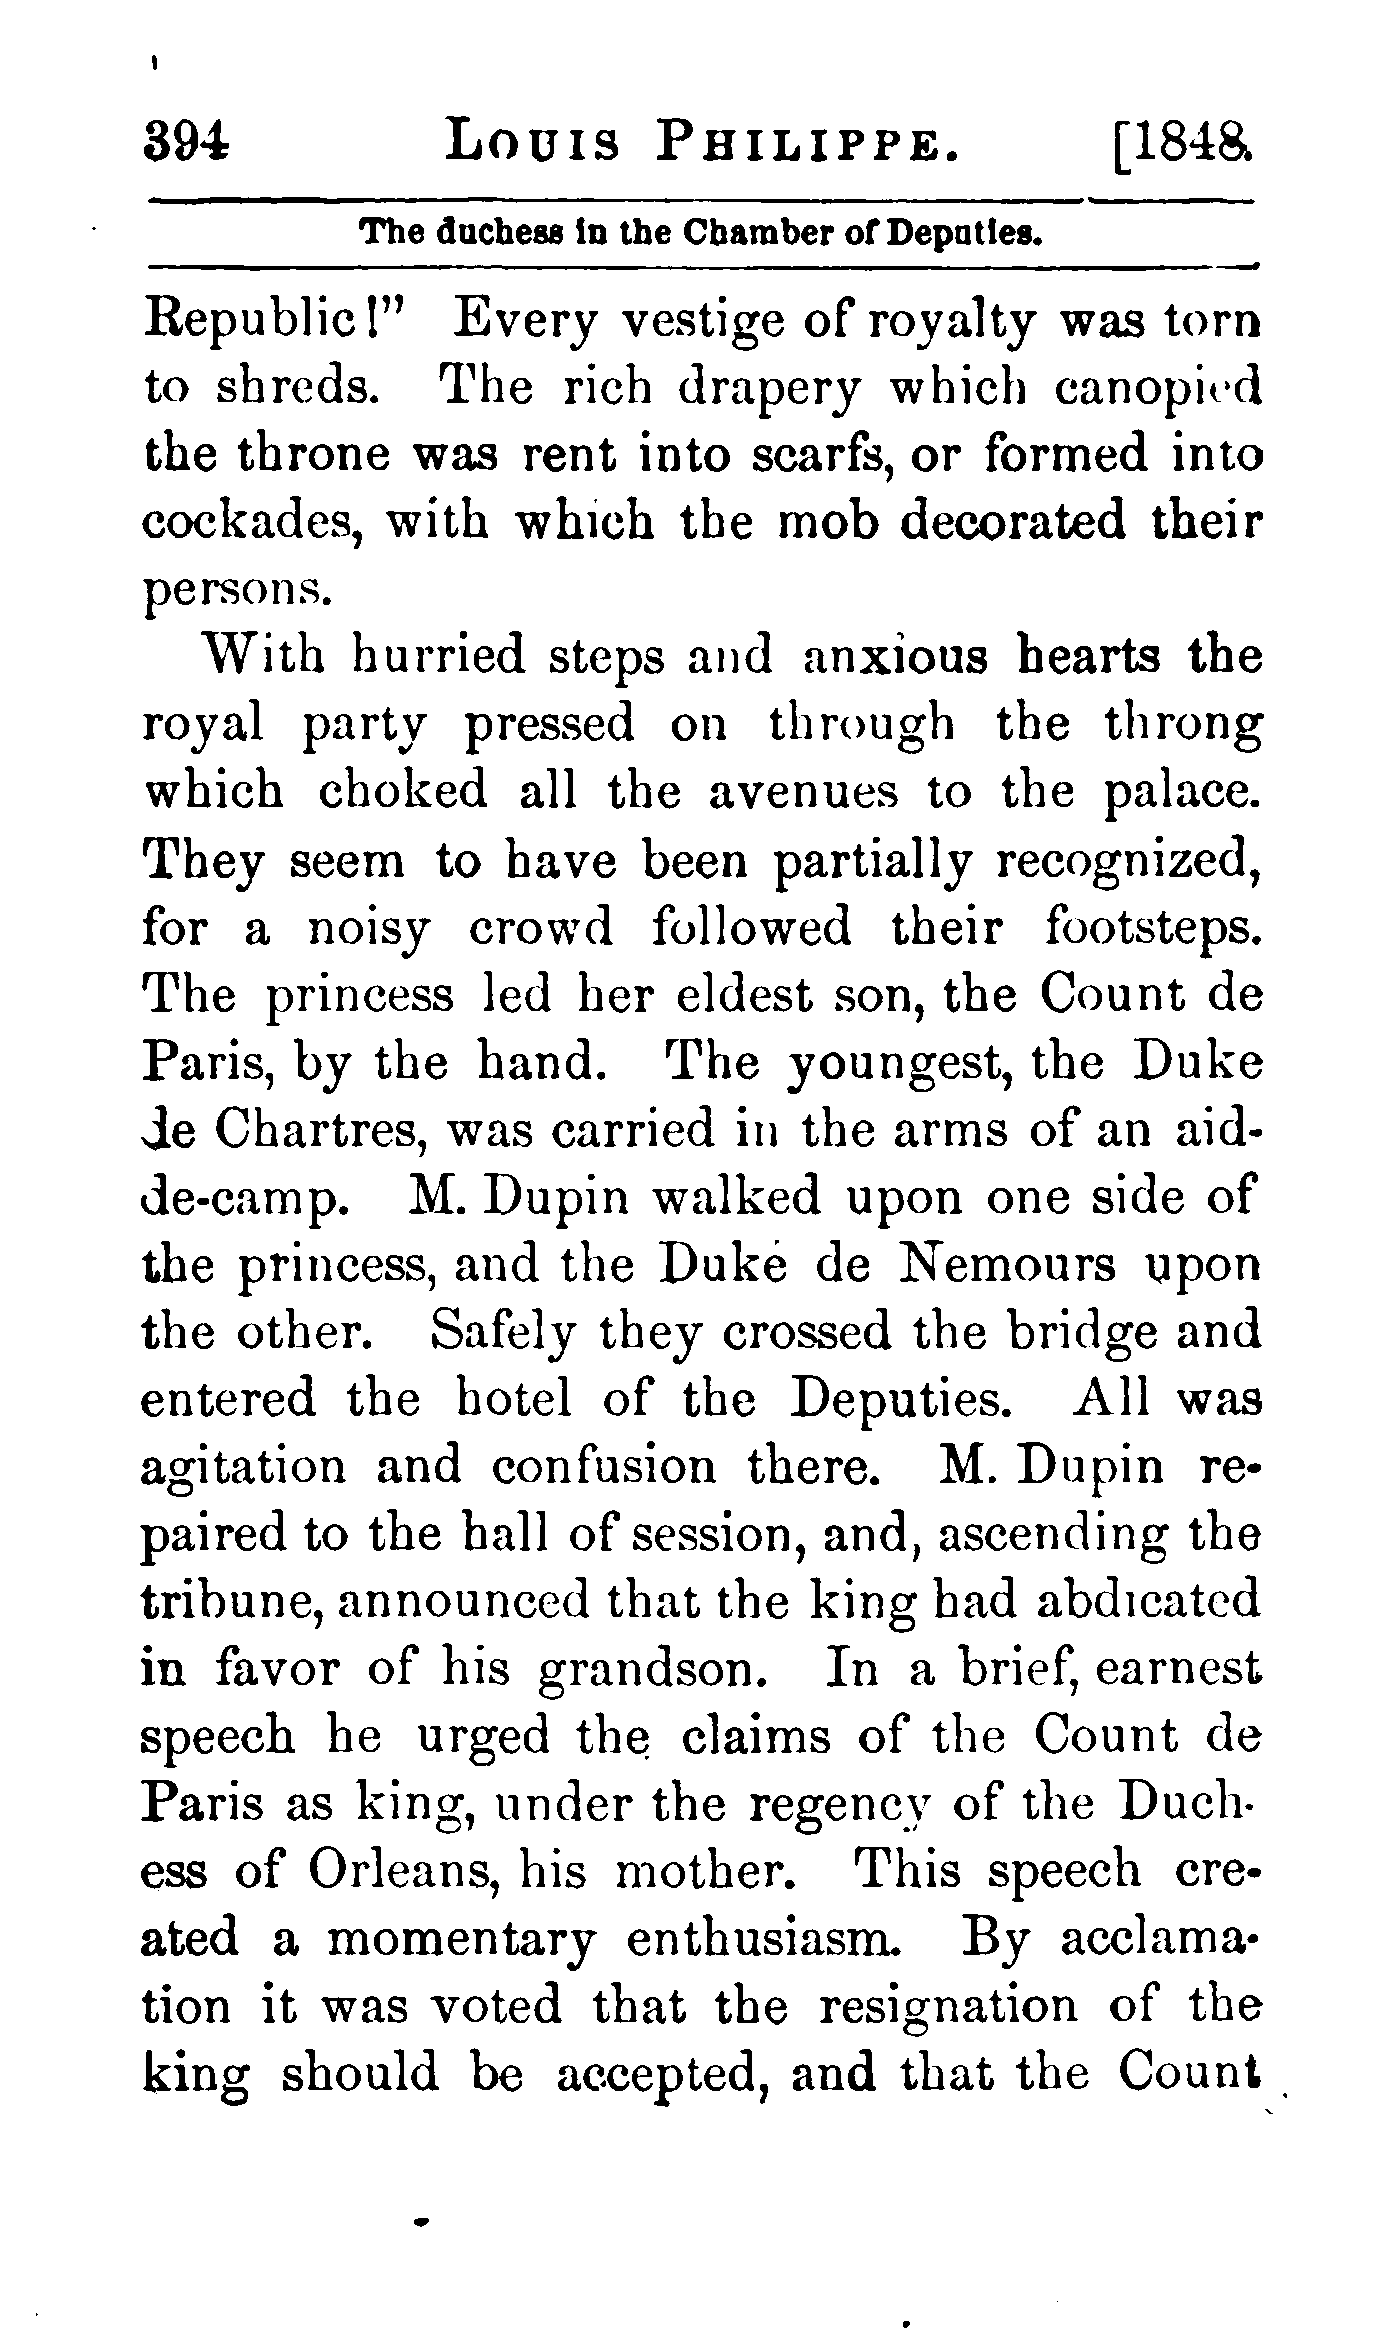 394 LOUIS PHILIPPE. [1848.
The duchess in the Chamber of Deputies.
Republic!” Every vestige of royalty was torn
to shreds. The rich drapery which canopied
the throne was rent into scarfs, or formed into
cockades, with which the mob decorated their
persons.
With hurried steps and anxious hearts the
royal party pressed on through the throng
which choked all the avenues to the palace.
They seem to have been partially recognized,
for a noisy crowd followed their footsteps.
The princess led her eldest son, the Count de
Paris, by the hand. The youngest, the Duke
de Chartres, was carried in the arms of an aid-
de-camp. M. Dupin walked upon one side of
the princess, and the Duke de Nemours upon
the other. Safely they crossed the bridge and
entered the hotel of the Deputies. All was
agitation and confusion there. M. Dupin re-
paired to the hall of session, and, ascending the
tribune, announced that the king had abdicated
in favor of his grandson. In a brief, earnest
speech he urged the claims of the Count de
Paris as king, under the regency of the Duch-
ess of Orleans, his mother. This speech cre-
ated a momentary enthusiasm. By acclama-
tion it was voted that the resignation of the
king should be accepted, and that the Count